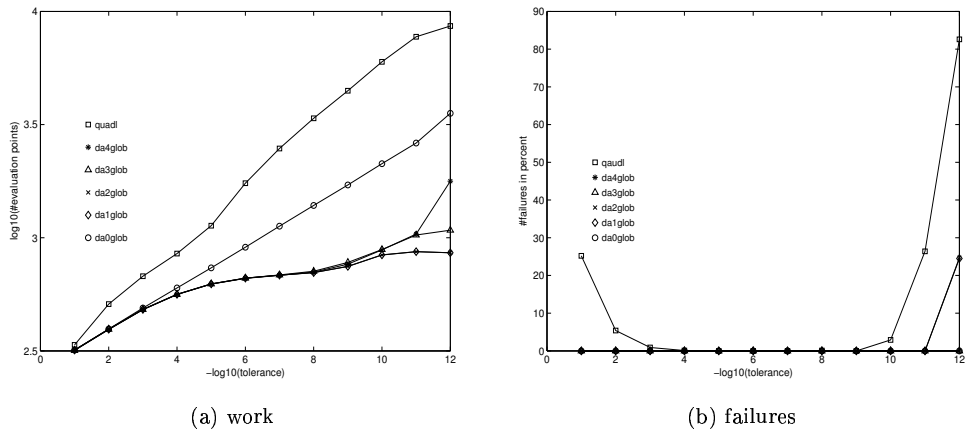 4
3.5
3
2.5
0
2
4
6
8
10
12
log10(#evaluation points)
−log10(tolerance)
quadl
da4glob
da3glob
da2glob
da1glob
da0glob
(a) work
90
80
70
60
50
40
30
20
10
0
0
2
4
6
8
10
12
#failures in percent
−log10(tolerance)
qaudl
da4glob
da3glob
da2glob
da1glob
da0glob
(b) failures